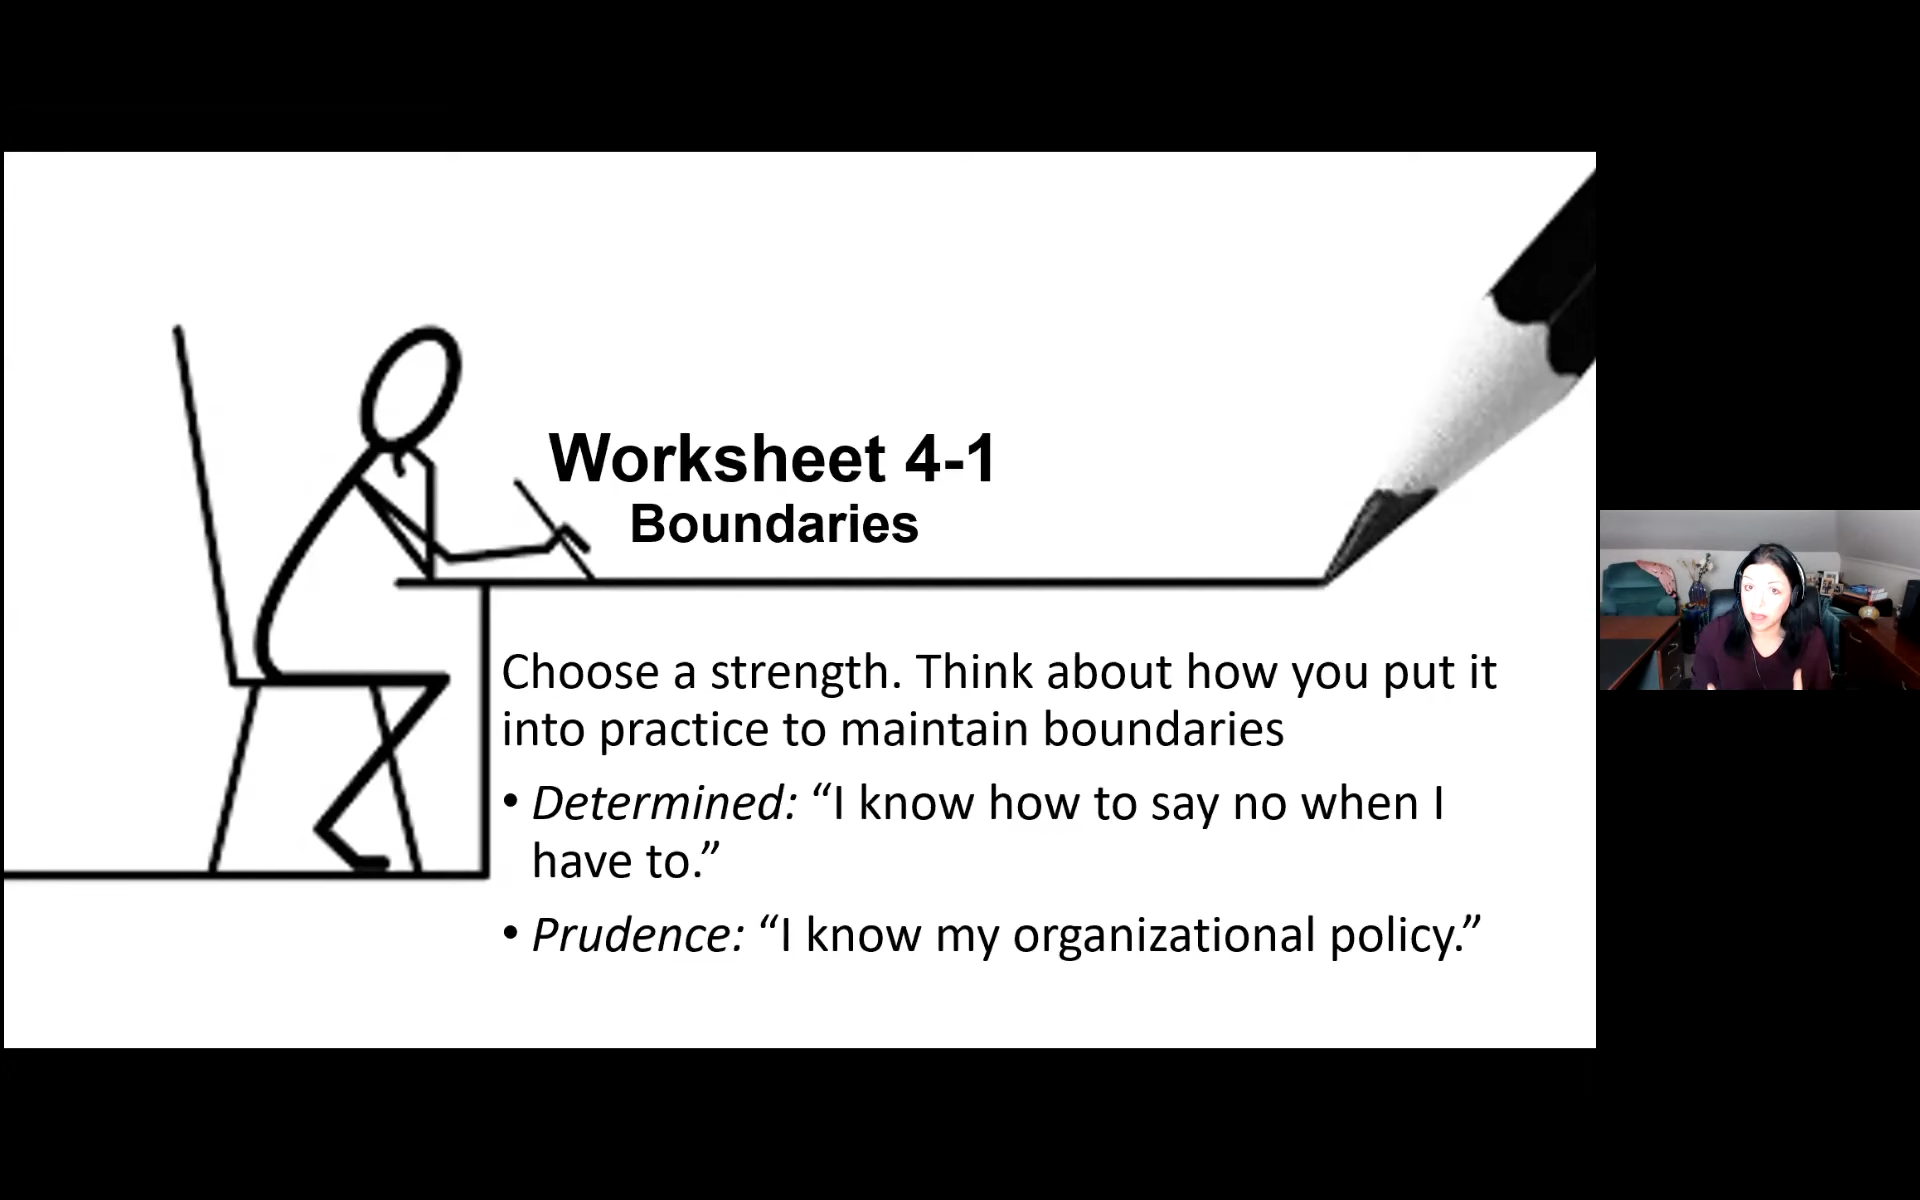 Worksheet 4-1
Boundaries
Choose a strength. Think about how you put it
into practice to maintain boundaries
• Determined: “I know how to say no when I
have to.”
• Prudence: “I know my organizational policy.”